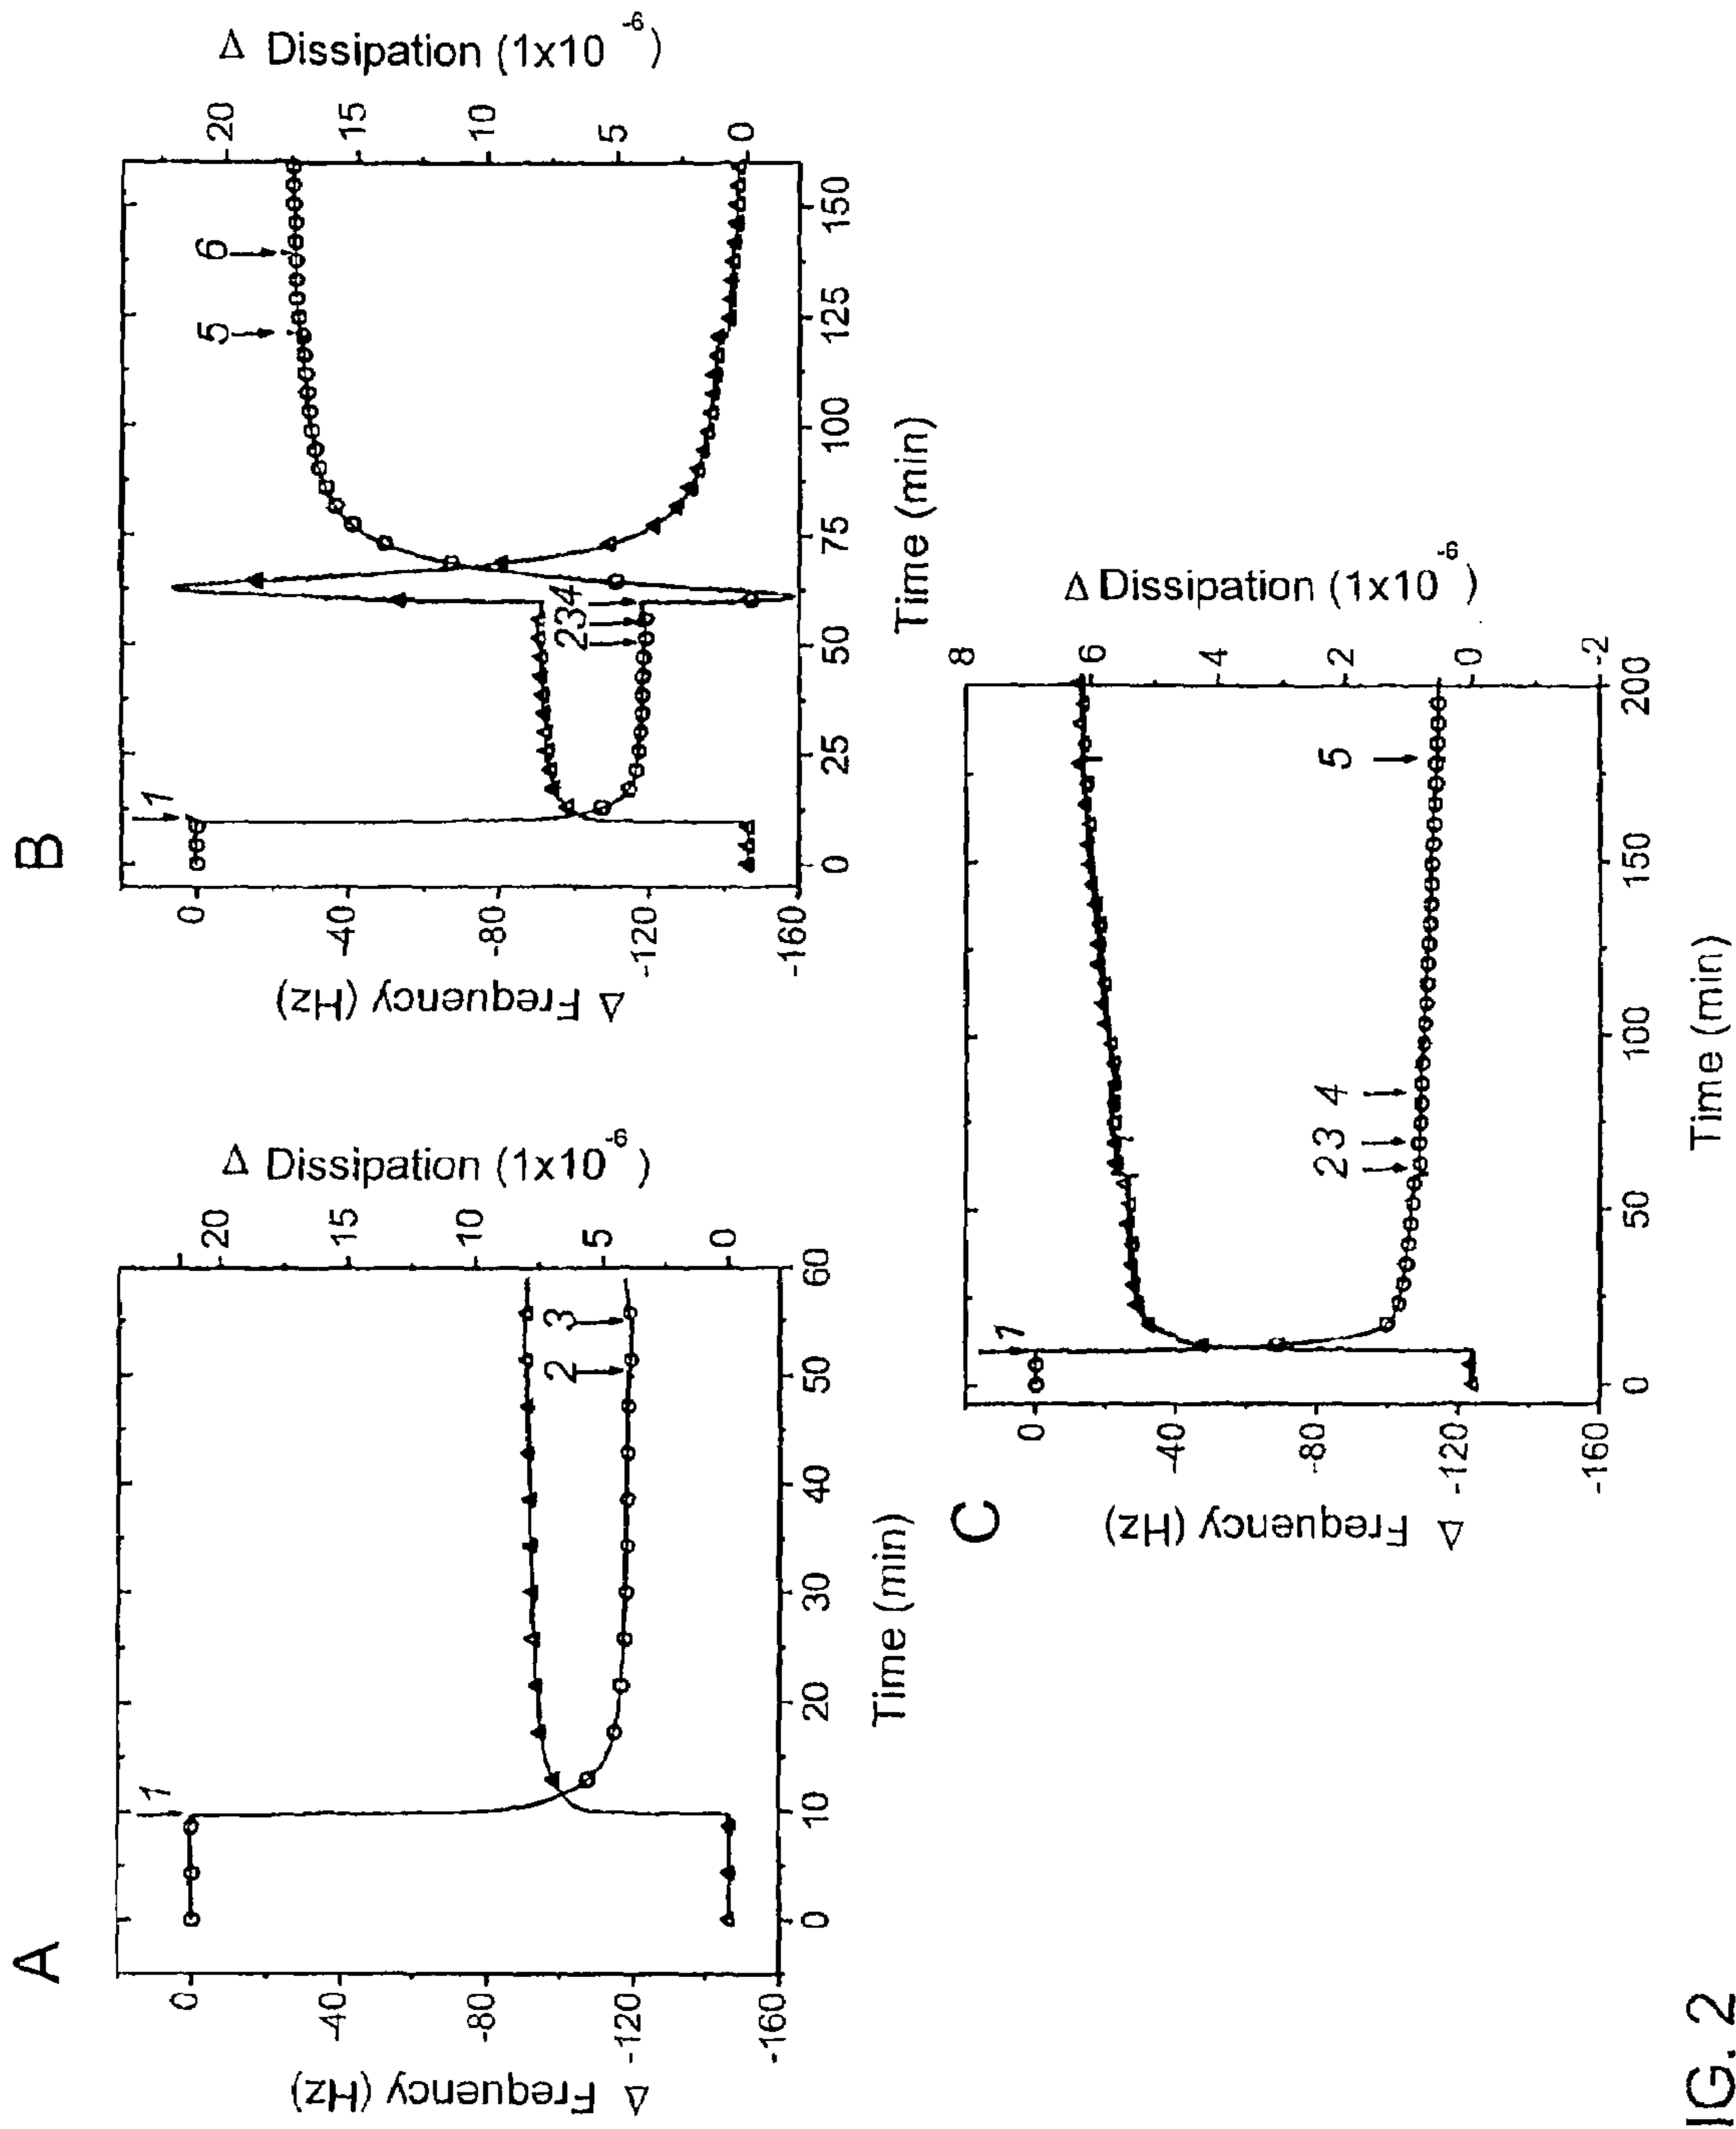 A
Δ Frequency (Hz)
0
-40
-80
-120
-160
Δ Dissipation (1x10-6)
20
15
10
5
0
0 10 20 30 40 50 60
Time (min)
1
2 3
B
Δ Frequency (Hz)
0
-40
-80
-120
-160
Δ Dissipation (1x10-6)
20
15
10
5
0
0 25 50 75 100 125 150
Time (min)
1
234
5 6
C
Δ Frequency (Hz)
0
-40
-80
-120
-160
Δ Dissipation (1x10-6)
8
6
4
2
0
-2
0 50 100 150 200
Time (min)
1
23 4 5
IG. 2